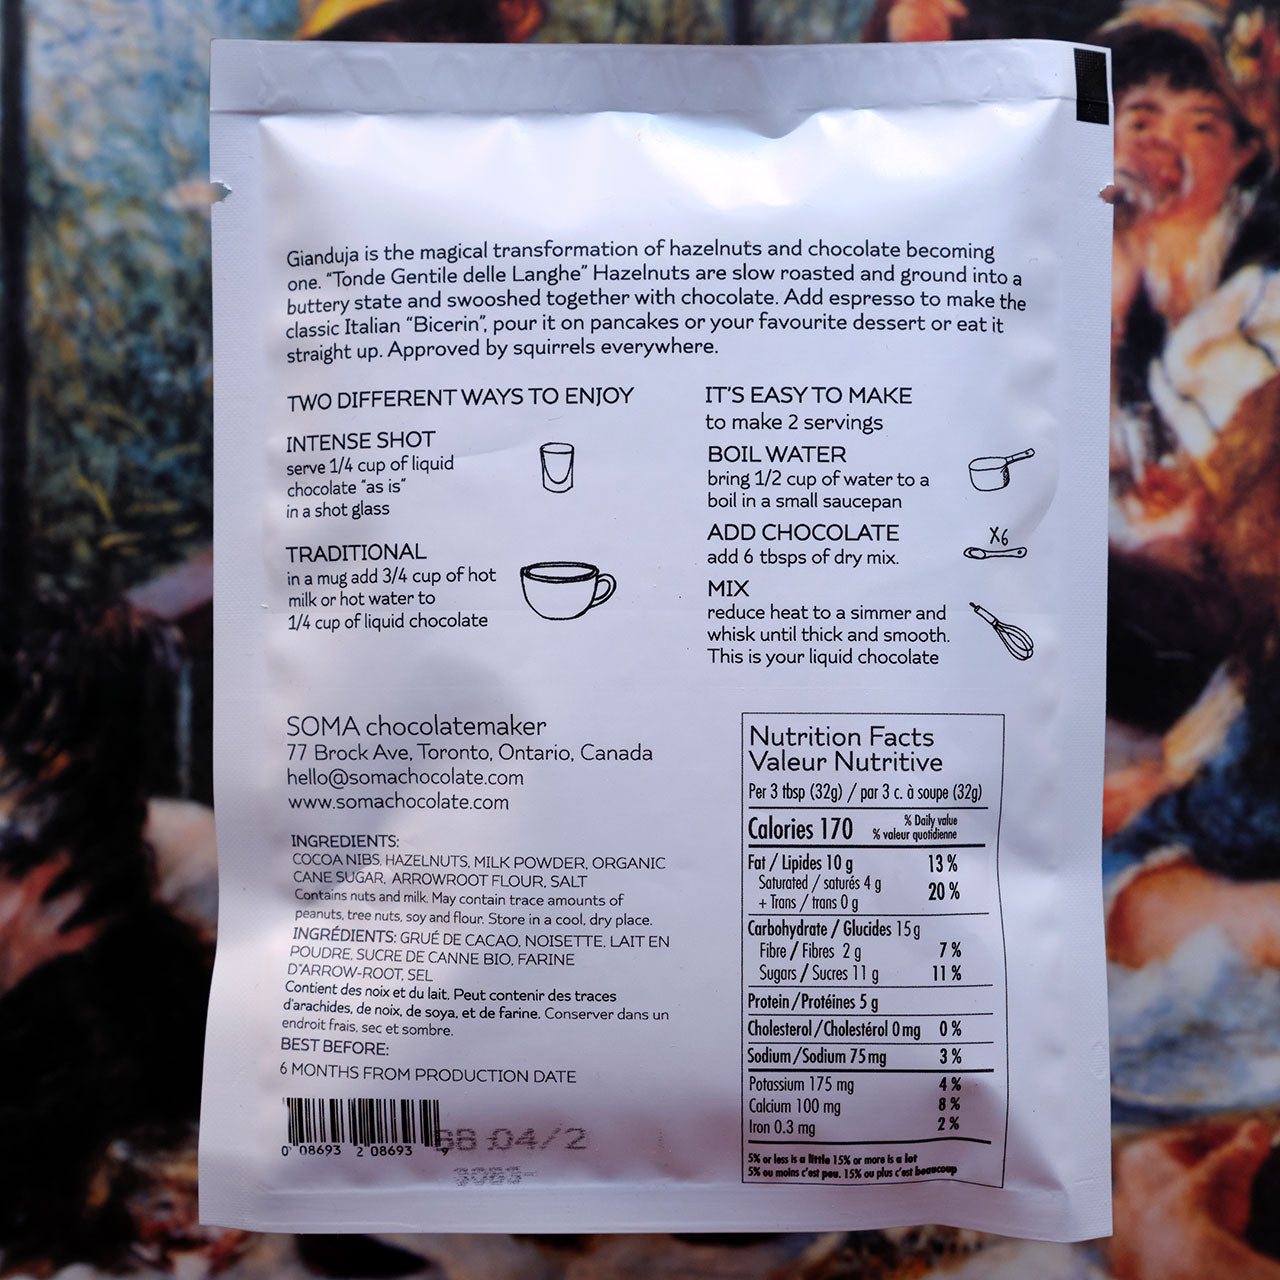 Gianduja is the magical transformation of hazelnuts and chocolate becoming
one. “Tonde Gentile delle Langhe” Hazelnuts are slow roasted and ground into a
buttery state and swooshed together with chocolate. Add espresso to make the
classic Italian “Bicerin”, pour it on pancakes or your favourite dessert or eat it
straight up. Approved by squirrels everywhere.
TWO DIFFERENT WAYS TO ENJOY
INTENSE SHOT
serve 1/4 cup of liquid
chocolate “as is”
in a shot glass
TRADITIONAL
in a mug add 3/4 cup of hot
milk or hot water to
1/4 cup of liquid chocolate
IT'S EASY TO MAKE
to make 2 servings
BOIL WATER
bring 1/2 cup of water to a
boil in a small saucepan
ADD CHOCOLATE
add 6 tbsps of dry mix.
X6
MIX
reduce heat to a simmer and
whisk until thick and smooth.
This is your liquid chocolate
SOMA chocolatemaker
77 Brock Ave, Toronto, Ontario, Canada
hello@somachocolate.com
www.somachocolate.com
INGREDIENTS:
COCOA NIBS, HAZELNUTS, MILK POWDER, ORGANIC
CANE SUGAR, ARROWROOT FLOUR, SALT
Contains nuts and milk. May contain trace amounts of
peanuts, tree nuts, soy and flour. Store in a cool, dry place.
INGRÉDIENTS: GRUÉ DE CACAO, NOISETTE, LAIT EN
POUDRE, SUCRE DE CANNE BIO, FARINE
D'ARROW-ROOT, SEL
Contient des noix et du lait. Peut contenir des traces
d'arachides, de noix, de soya, et de farine. Conserver dans un
endroit frais, sec et sombre.
BEST BEFORE:
6 MONTHS FROM PRODUCTION DATE
0 08693 2 08693 9
BB 04/2
Nutrition Facts
Valeur Nutritive
Per 3 tbsp (32g) / par 3 c. à soupe (32g)
Calories 170
% Daily value
% valeur quotidienne
Fat / Lipides 10 g 13 %
Saturated / saturés 4 g
+ Trans / trans 0 g 20 %
Carbohydrate / Glucides 15 g
Fibre / Fibres 2 g 7 %
Sugars / Sucres 11 g 11 %
Protein / Protéines 5 g
Cholesterol / Cholestérol 0 mg 0 %
Sodium / Sodium 75 mg 3 %
Potassium 175 mg 4 %
Calcium 100 mg 8 %
Iron 0.3 mg 2 %
5% or less is a little 15% or more is a lot
5% ou moins c'est peu, 15% ou plus c'est beaucoup